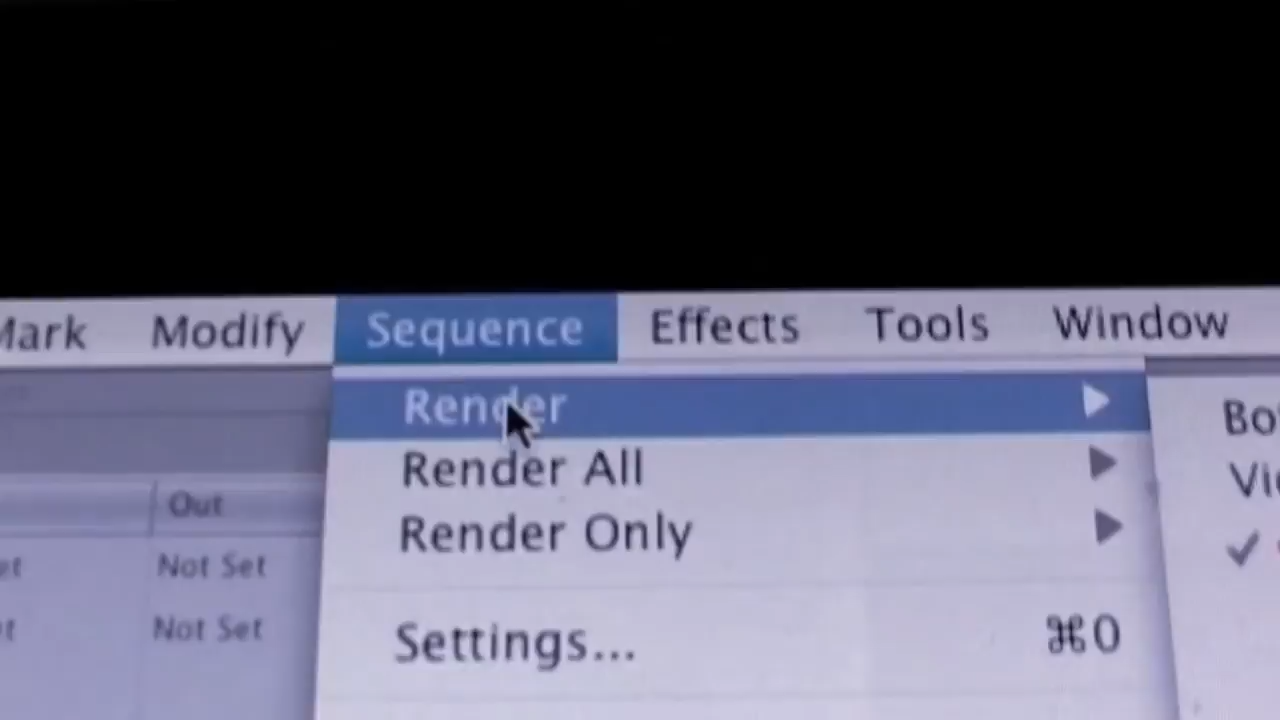 Mark Modify Sequence Effects Tools Window
Render
Render All
Render Only
Settings... ⌘0
Out
Not Set
Not Set